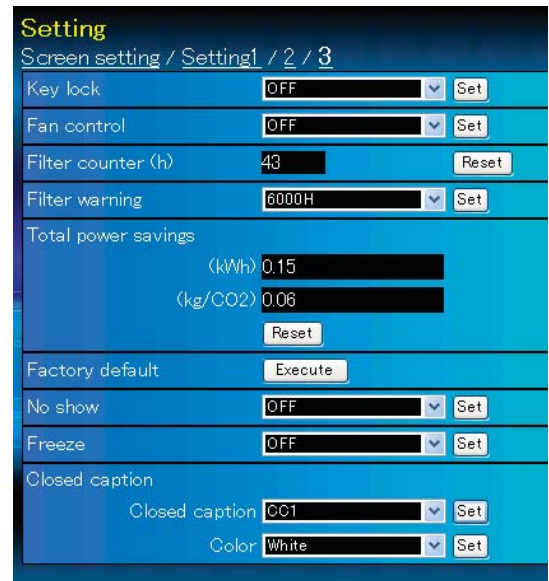 Setting
Screen setting / Setting1 / 2 / 3
Key lock OFF Set
Fan control OFF Set
Filter counter (h) 43 Reset
Filter warning 6000H Set
Total power savings
(kWh) 0.15
(kg/CO2) 0.06
Reset
Factory default Execute
No show OFF Set
Freeze OFF Set
Closed caption
Closed caption CC1 Set
Color White Set